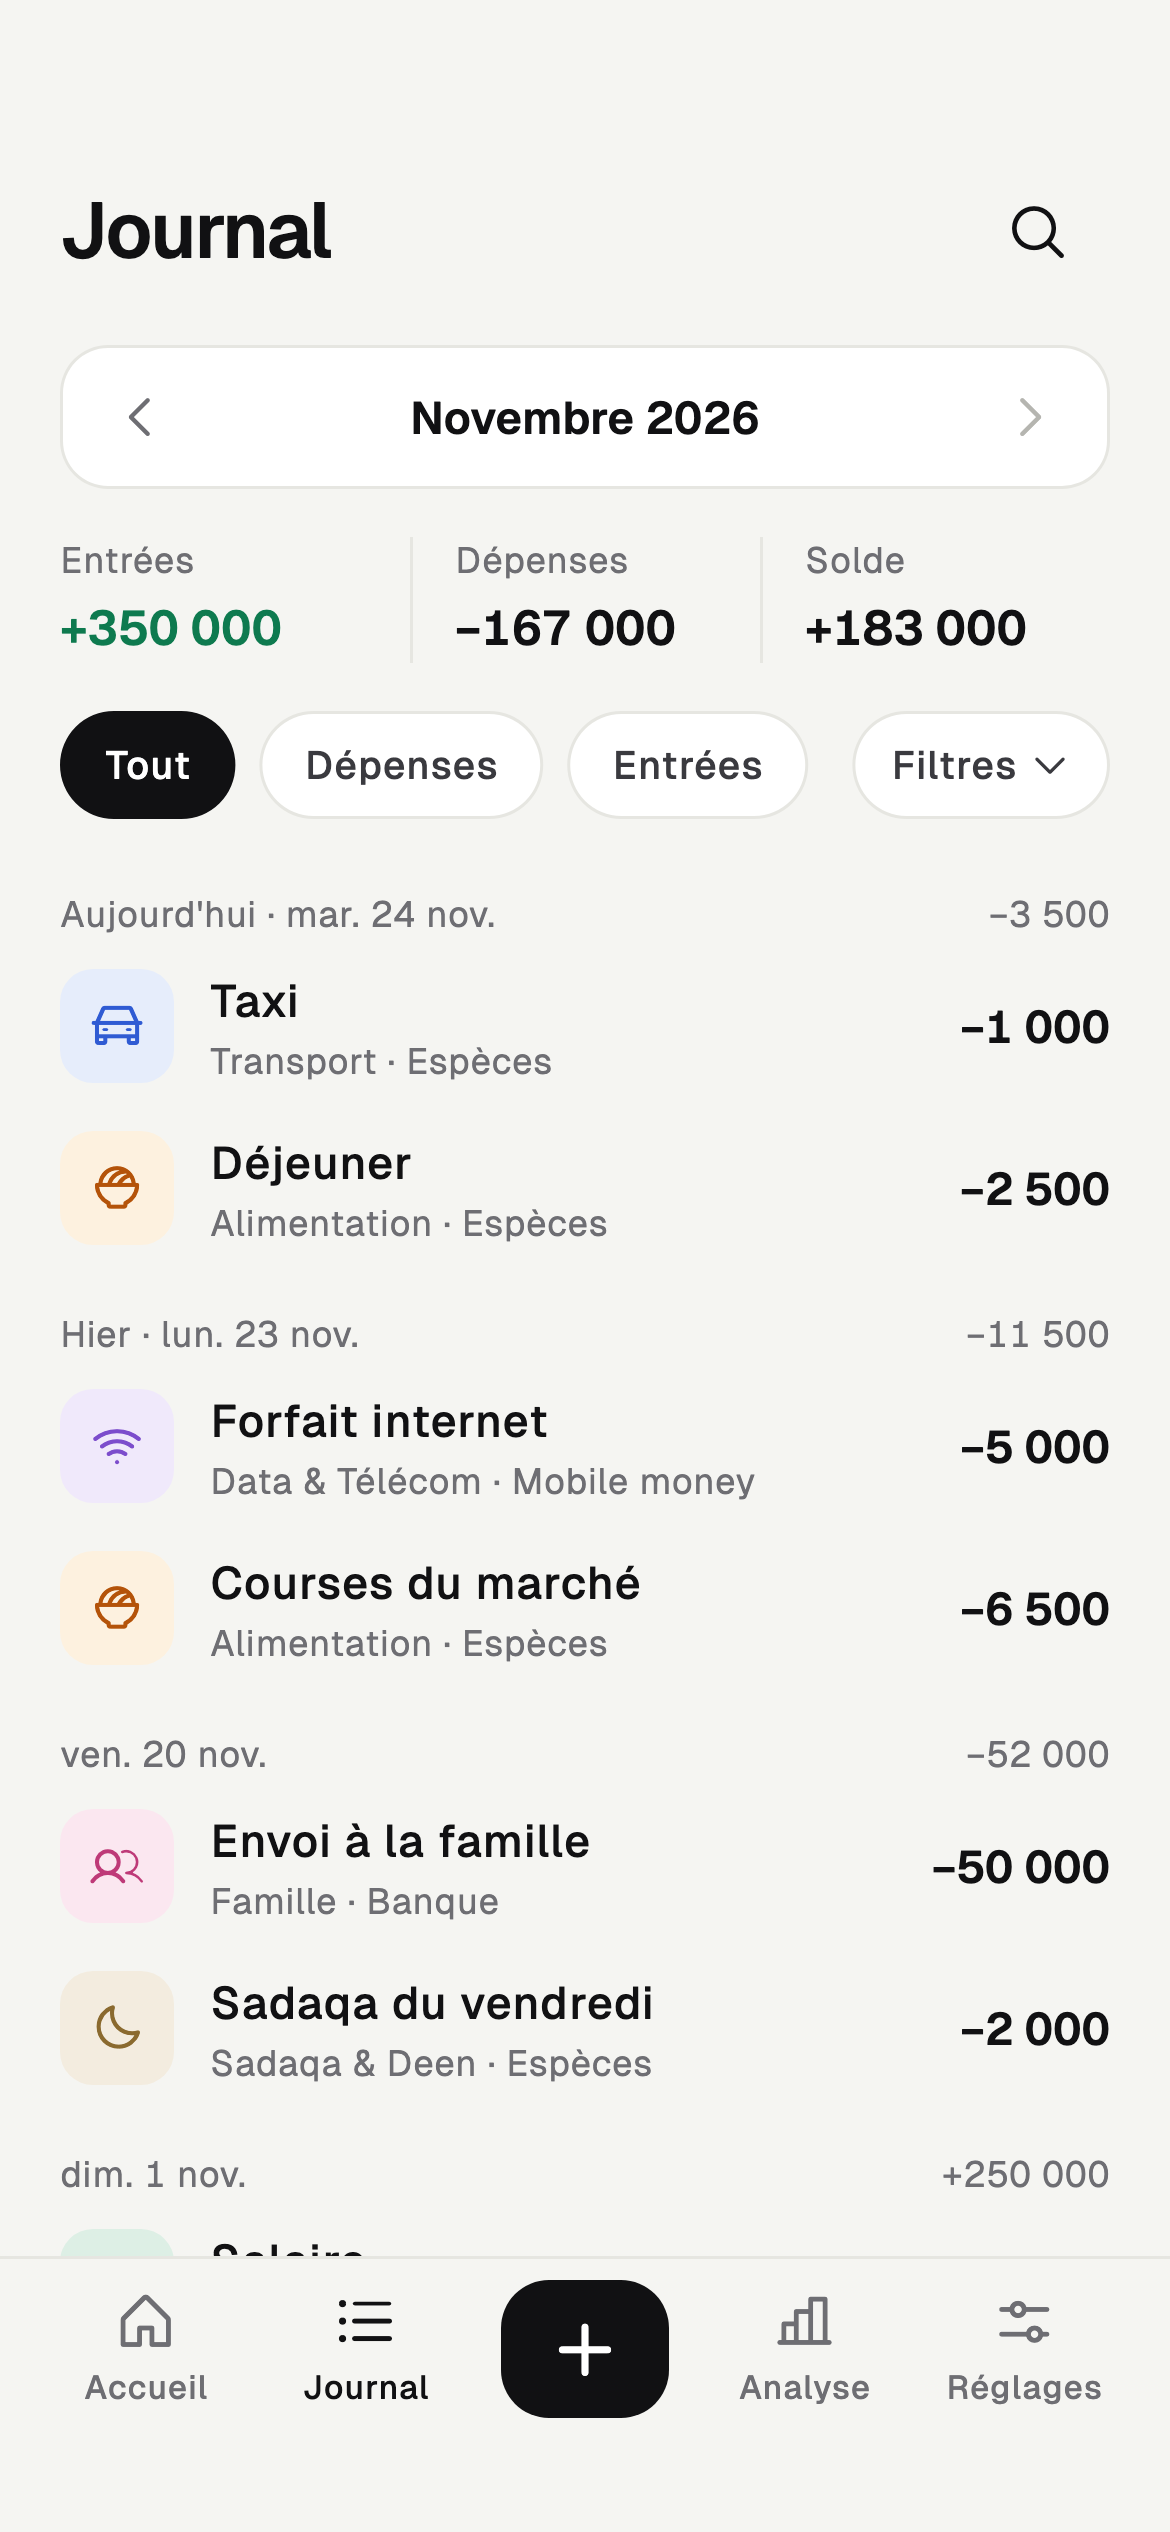 Journal
Novembre 2026
Entrées Dépenses Solde
+350 000 −167 000 +183 000
Tout Dépenses Entrées Filtres
Aujourd'hui · mar. 24 nov. −3 500
Taxi
Transport · Espèces
−1 000
Déjeuner
Alimentation · Espèces
−2 500
Hier · lun. 23 nov. −11 500
Forfait internet
Data & Télécom · Mobile money
−5 000
Courses du marché
Alimentation · Espèces
−6 500
ven. 20 nov. −52 000
Envoi à la famille
Famille · Banque
−50 000
Sadaqa du vendredi
Sadaqa & Deen · Espèces
−2 000
dim. 1 nov. +250 000
Salaire
Accueil Journal Analyse Réglages